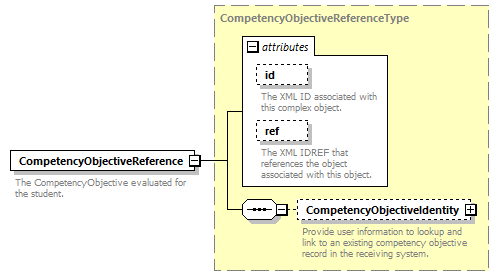 CompetencyObjectiveReferenceType
attributes
id
The XML ID associated with
this complex object.
ref
The XML IDREF that
references the object
associated with this object.
CompetencyObjectiveReference
The CompetencyObjective evaluated for
the student.
CompetencyObjectiveIdentity
Provide user information to lookup and
link to an existing competency objective
record in the receiving system.